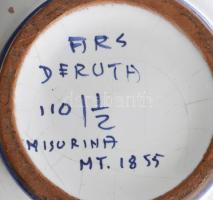 ARS
DERUTA
110 | 1/2
MISURINA
MT. 1855